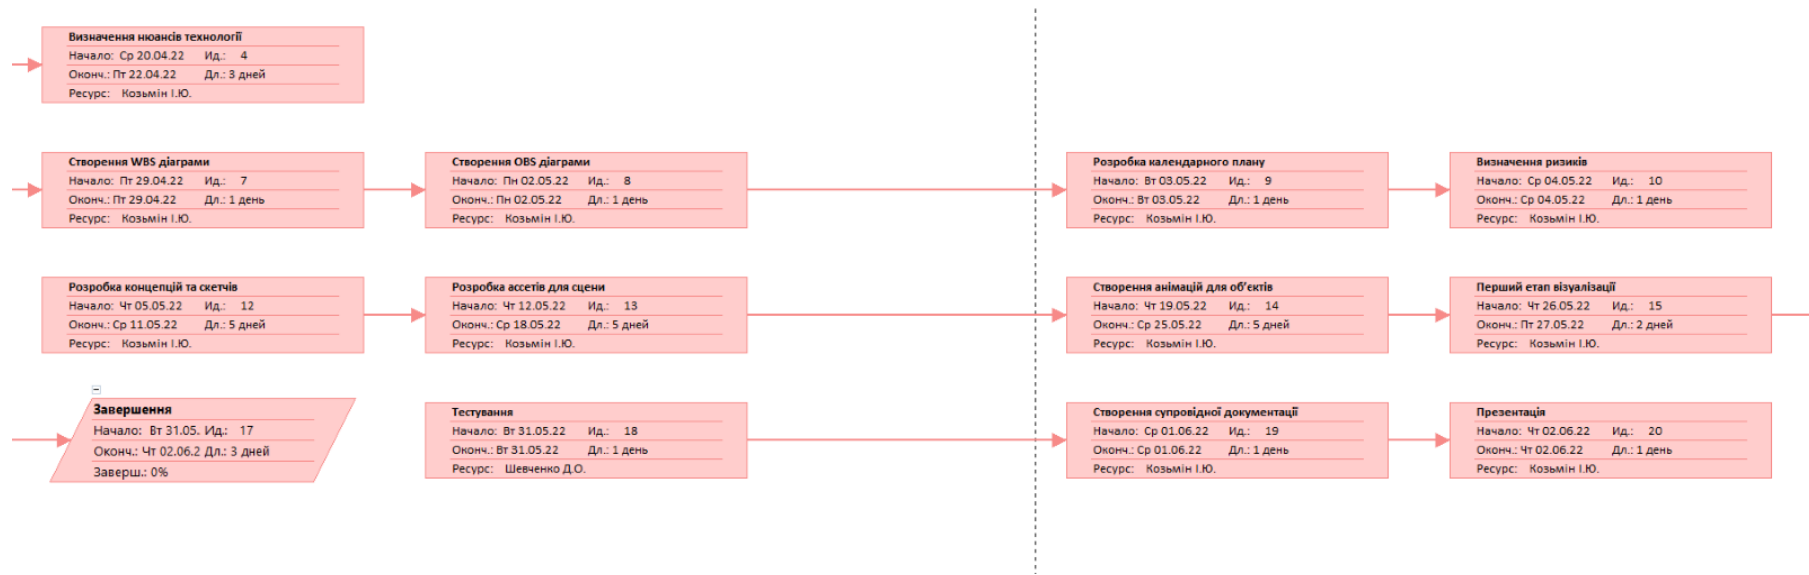 Визначення нюансів технології
Начало: Ср 20.04.22 Ид.: 4
Оконч.: Пт 22.04.22 Дл.: 3 дней
Ресурс: Козьмін І.Ю.
Створення WBS діаграми
Начало: Пт 29.04.22 Ид.: 7
Оконч.: Пт 29.04.22 Дл.: 1 день
Ресурс: Козьмін І.Ю.
Створення OBS діаграми
Начало: Пн 02.05.22 Ид.: 8
Оконч.: Пн 02.05.22 Дл.: 1 день
Ресурс: Козьмін І.Ю.
Розробка календарного плану
Начало: Вт 03.05.22 Ид.: 9
Оконч.: Вт 03.05.22 Дл.: 1 день
Ресурс: Козьмін І.Ю.
Визначення ризиків
Начало: Ср 04.05.22 Ид.: 10
Оконч.: Ср 04.05.22 Дл.: 1 день
Ресурс: Козьмін І.Ю.
Розробка концепцій та скетчів
Начало: Чт 05.05.22 Ид.: 12
Оконч.: Ср 11.05.22 Дл.: 5 дней
Ресурс: Козьмін І.Ю.
Розробка ассетів для сцени
Начало: Чт 12.05.22 Ид.: 13
Оконч.: Ср 18.05.22 Дл.: 5 дней
Ресурс: Козьмін І.Ю.
Створення анімацій для об'єктів
Начало: Чт 19.05.22 Ид.: 14
Оконч.: Ср 25.05.22 Дл.: 5 дней
Ресурс: Козьмін І.Ю.
Перший етап візуалізації
Начало: Чт 26.05.22 Ид.: 15
Оконч.: Пт 27.05.22 Дл.: 2 дней
Ресурс: Козьмін І.Ю.
Завершення
Начало: Вт 31.05. Ид.: 17
Оконч.: Чт 02.06.2 Дл.: 3 дней
Заверш.: 0%
Тестування
Начало: Вт 31.05.22 Ид.: 18
Оконч.: Вт 31.05.22 Дл.: 1 день
Ресурс: Шевченко Д.О.
Створення супровідної документації
Начало: Ср 01.06.22 Ид.: 19
Оконч.: Ср 01.06.22 Дл.: 1 день
Ресурс: Козьмін І.Ю.
Презентація
Начало: Чт 02.06.22 Ид.: 20
Оконч.: Чт 02.06.22 Дл.: 1 день
Ресурс: Козьмін І.Ю.